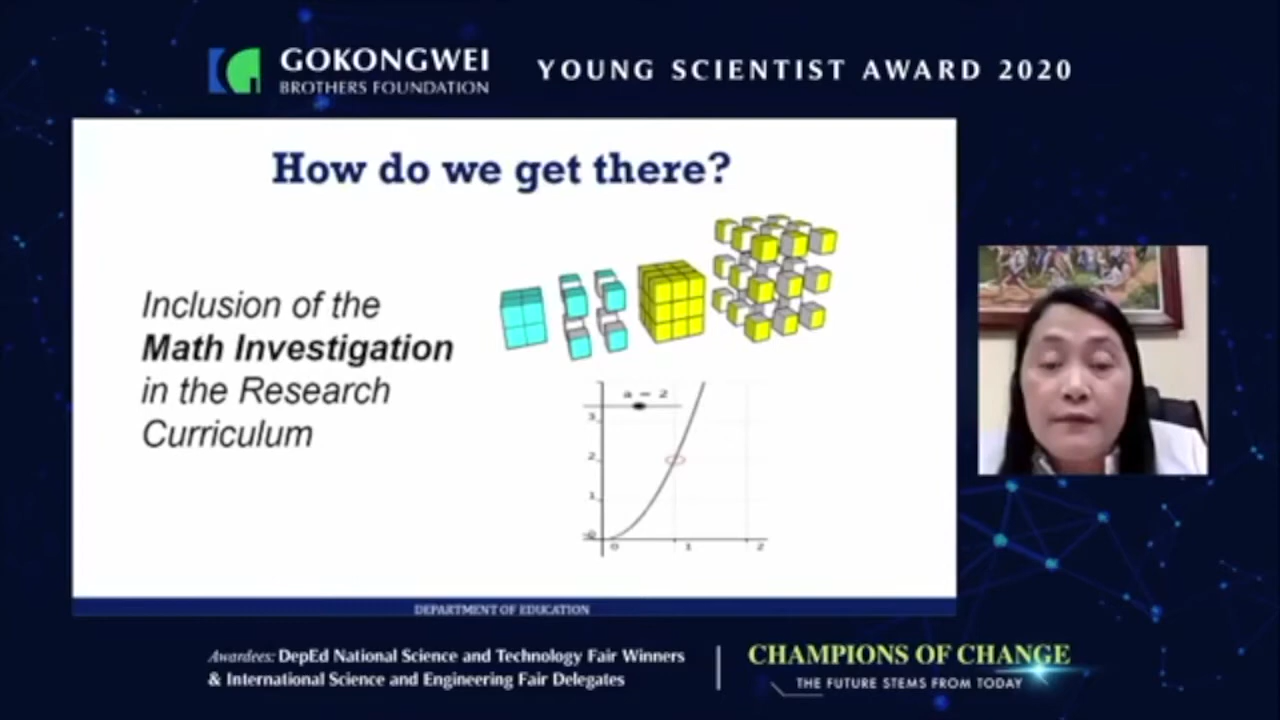 GOKONGWEI
BROTHERS FOUNDATION
YOUNG SCIENTIST AWARD 2020
How do we get there?
Inclusion of the
Math Investigation
in the Research
Curriculum
a = 2
3
2
1
0
0 1 2
DEPARTMENT OF EDUCATION
Awardees: DepEd National Science and Technology Fair Winners
& International Science and Engineering Fair Delegates
CHAMPIONS OF CHANGE
THE FUTURE STEMS FROM TODAY